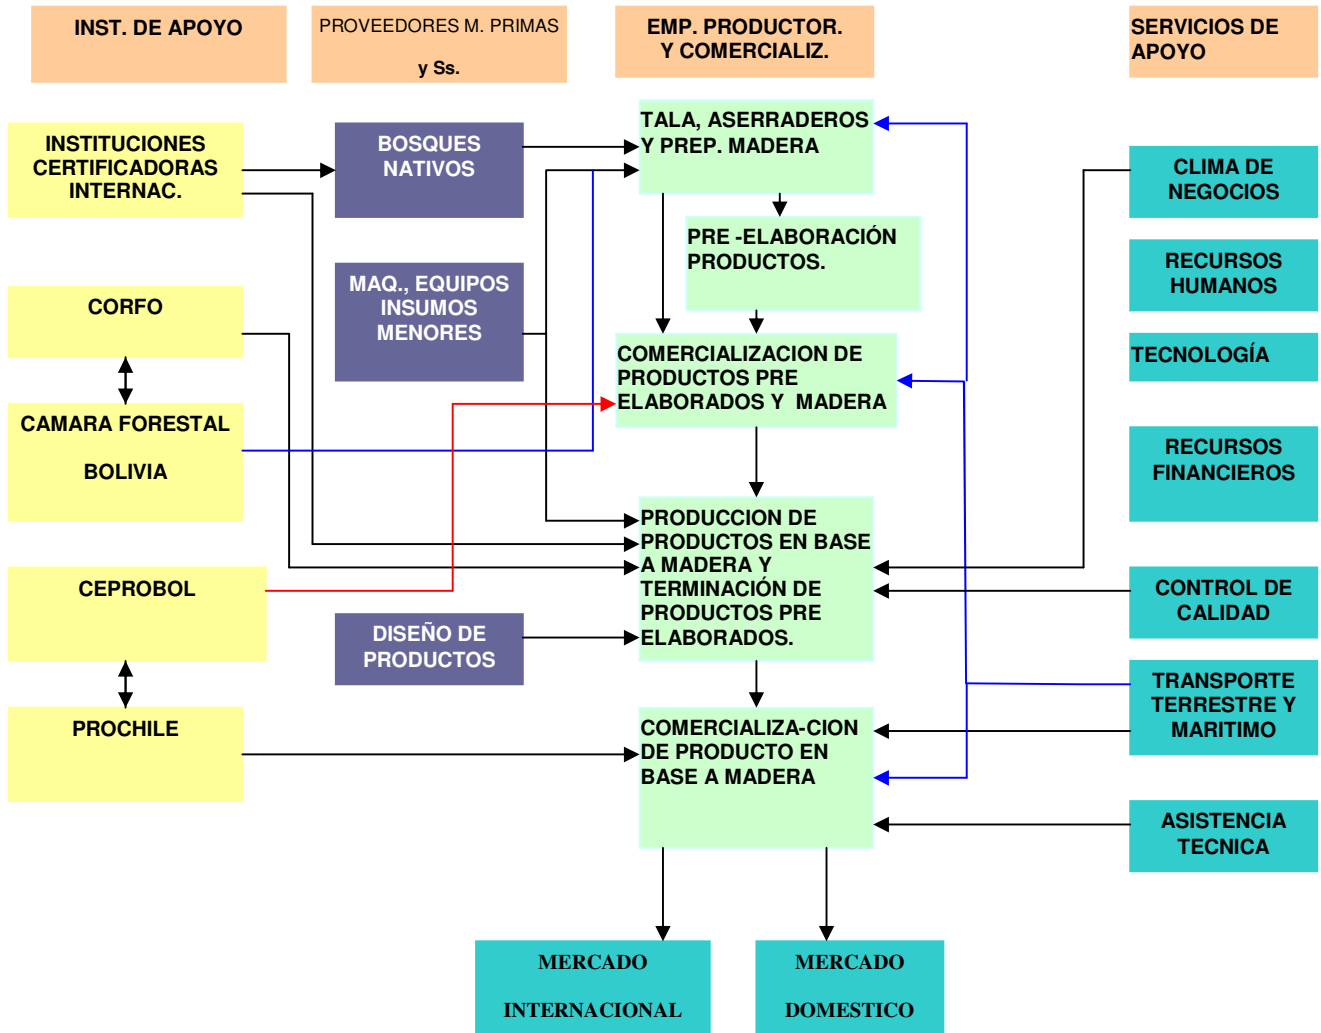 INST. DE APOYO
PROVEEDORES M. PRIMAS
y Ss.
EMP. PRODUCTOR.
Y COMERCIALIZ.
SERVICIOS DE
APOYO
INSTITUCIONES
CERTIFICADORAS
INTERNAC.
CORFO
CAMARA FORESTAL
BOLIVIA
CEPROBOL
PROCHILE
BOSQUES
NATIVOS
MAQ., EQUIPOS
INSUMOS
MENORES
DISEÑO DE
PRODUCTOS
TALA, ASERRADEROS
Y PREP. MADERA
PRE -ELABORACIÓN
PRODUCTOS.
COMERCIALIZACION DE
PRODUCTOS PRE
ELABORADOS Y  MADERA
PRODUCCION DE
PRODUCTOS EN BASE
A MADERA Y
TERMINACIÓN DE
PRODUCTOS PRE
ELABORADOS.
COMERCIALIZA-CION
DE PRODUCTO EN
BASE A MADERA
CLIMA DE
NEGOCIOS
RECURSOS
HUMANOS
TECNOLOGÍA
RECURSOS
FINANCIEROS
CONTROL DE
CALIDAD
TRANSPORTE
TERRESTRE Y
MARITIMO
ASISTENCIA
TECNICA
MERCADO
INTERNACIONAL
MERCADO
DOMESTICO